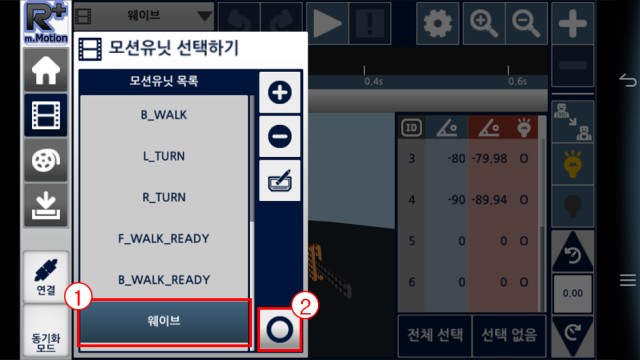 R+
m.Motion
웨이브
모션유닛 선택하기
모션유닛 목록
B_WALK
L_TURN
R_TURN
F_WALK_READY
B_WALK_READY
① 웨이브
②
연결
동기화
모드
0.4s
0.6s
ID
3 -80 -79.98 O
4 -90 -89.94 O
5 0 0 O
6 0 0 O
전체 선택
선택 없음
0.00